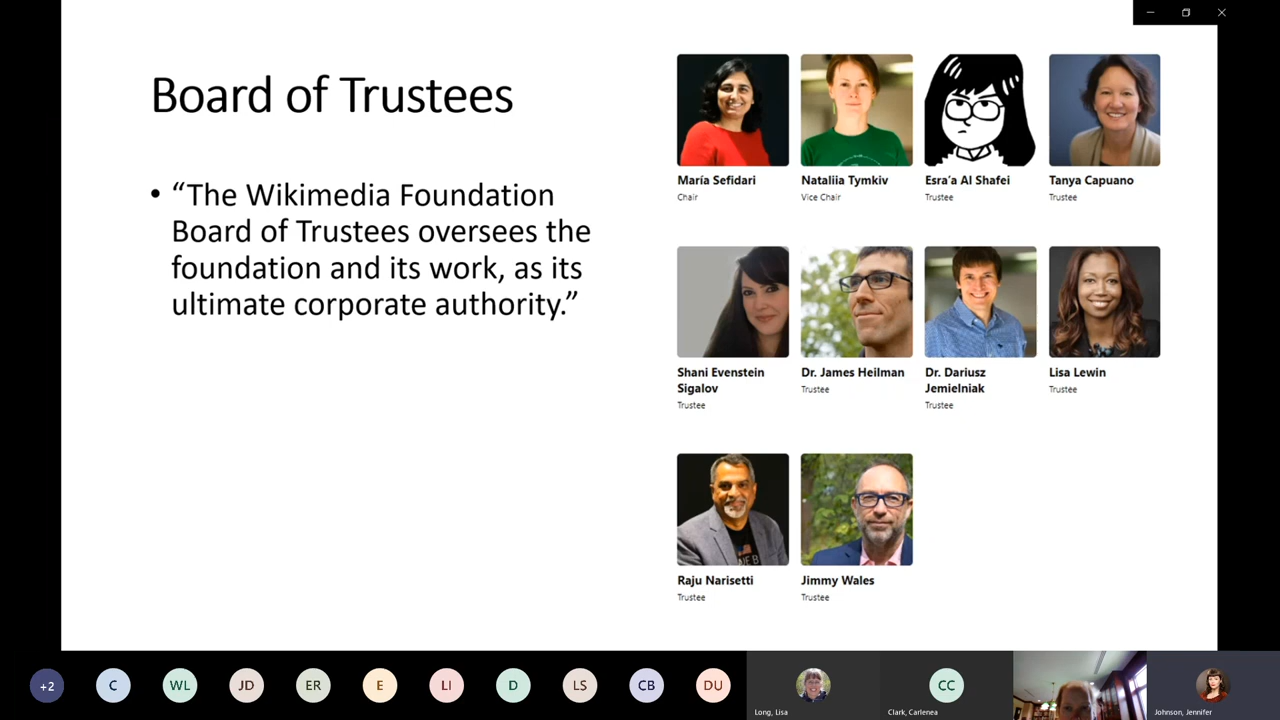 Board of Trustees
• “The Wikimedia Foundation
Board of Trustees oversees the
foundation and its work, as its
ultimate corporate authority.”
María Sefidari
Chair
Nataliia Tymkiv
Vice Chair
Esra’a Al Shafei
Trustee
Tanya Capuano
Trustee
Shani Evenstein
Sigalov
Trustee
Dr. James Heilman
Trustee
Dr. Dariusz
Jemielniak
Trustee
Lisa Lewin
Trustee
Raju Narisetti
Trustee
Jimmy Wales
Trustee
+2
C
WL
JD
ER
E
LI
D
LS
CB
DU
Long, Lisa
CC
Clark, Carlenea
Johnson, Jennifer